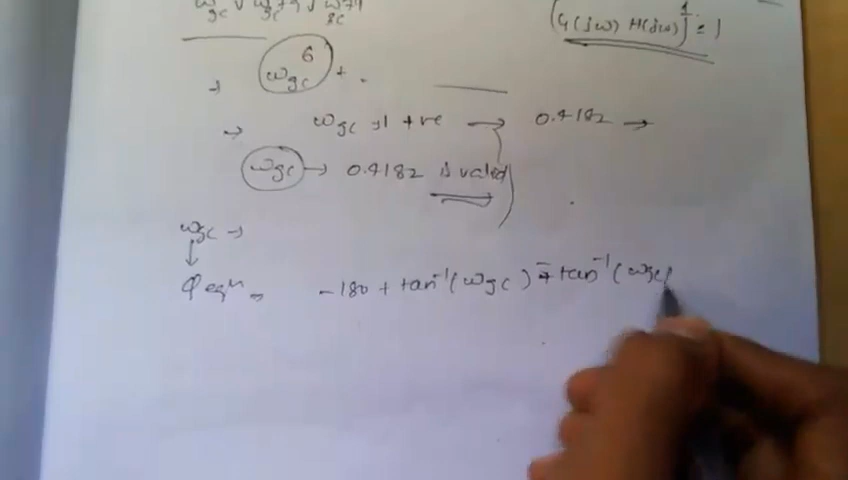 G(jω) H(jω) = 1
ωgc⁶ + .
ωgc → +ve → 0.4182 →
ωgc → 0.4182 is valid
ωgc →
φ eqⁿ ⇒ -180 + tan⁻¹(ωgc) - tan⁻¹(ωgc